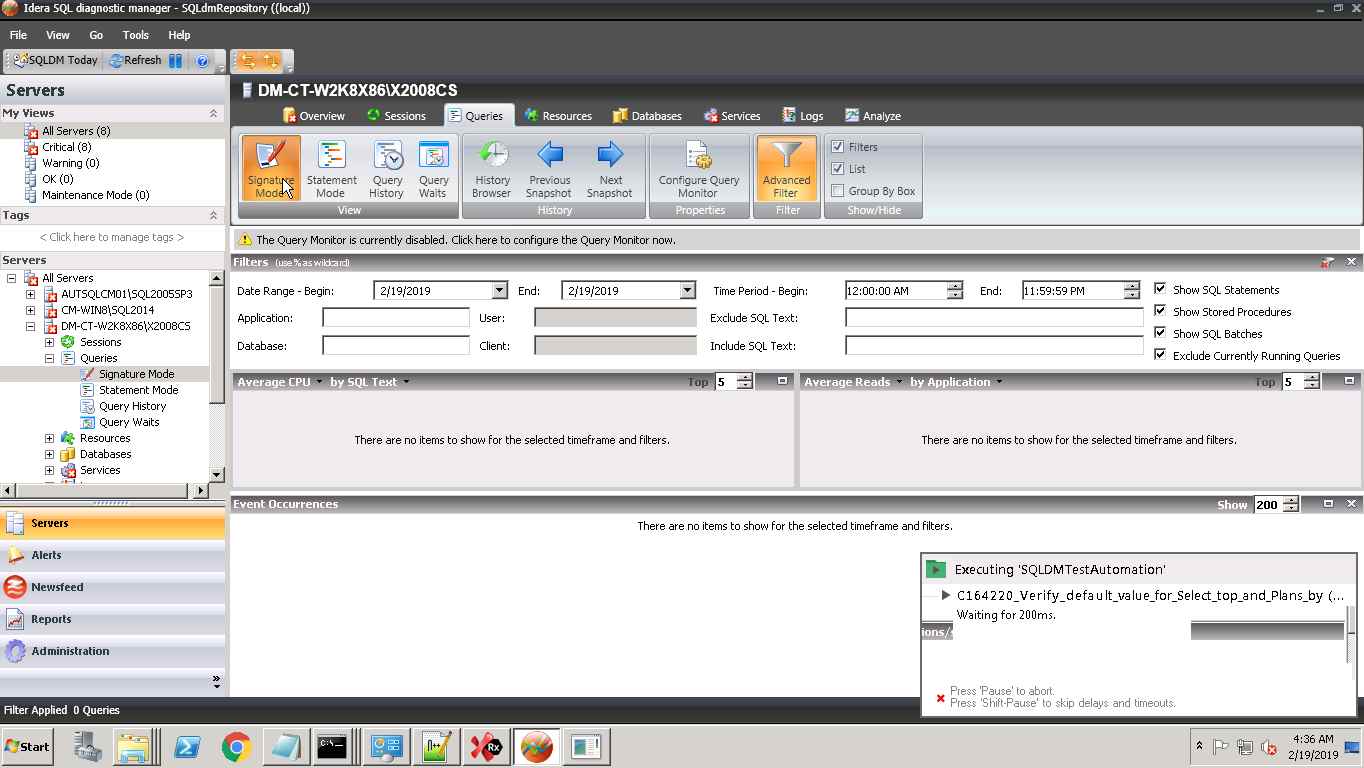 Idera SQL diagnostic manager - SQLdmRepository ((local))
File View Go Tools Help
SQLDM Today Refresh
Servers
My Views
All Servers (8)
Critical (8)
Warning (0)
OK (0)
Maintenance Mode (0)
Tags
< Click here to manage tags >
Servers
All Servers
AUTSQLCM01\SQL2005SP3
CM-WIN8\SQL2014
DM-CT-W2K8X86\X2008CS
Sessions
Queries
Signature Mode
Statement Mode
Query History
Query Waits
Resources
Databases
Services
Servers
Alerts
Newsfeed
Reports
Administration
DM-CT-W2K8X86\X2008CS
Overview Sessions Queries Resources Databases Services Logs Analyze
Signature Mode
Statement Mode
Query History
Query Waits
View
History Browser
Previous Snapshot
Next Snapshot
History
Configure Query Monitor
Properties
Advanced Filter
Filter
Filters
List
Group By Box
Show/Hide
The Query Monitor is currently disabled. Click here to configure the Query Monitor now.
Filters (use % as wildcard)
Date Range - Begin: 2/19/2019 End: 2/19/2019 Time Period - Begin: 12:00:00 AM End: 11:59:59 PM Show SQL Statements
Application: User: Exclude SQL Text: Show Stored Procedures
Show SQL Batches
Database: Client: Include SQL Text: Exclude Currently Running Queries
Average CPU by SQL Text Top 5
Average Reads by Application Top 5
There are no items to show for the selected timeframe and filters.
There are no items to show for the selected timeframe and filters.
Event Occurrences Show 200
There are no items to show for the selected timeframe and filters.
Executing 'SQLDMTestAutomation'
C164220_Verify_default_value_for_Select_top_and_Plans_by (...
Waiting for 200ms.
ions/s
Press 'Pause' to abort.
Press 'Shift-Pause' to skip delays and timeouts.
Filter Applied 0 Queries
Start
C:\
Rx
4:36 AM
2/19/2019